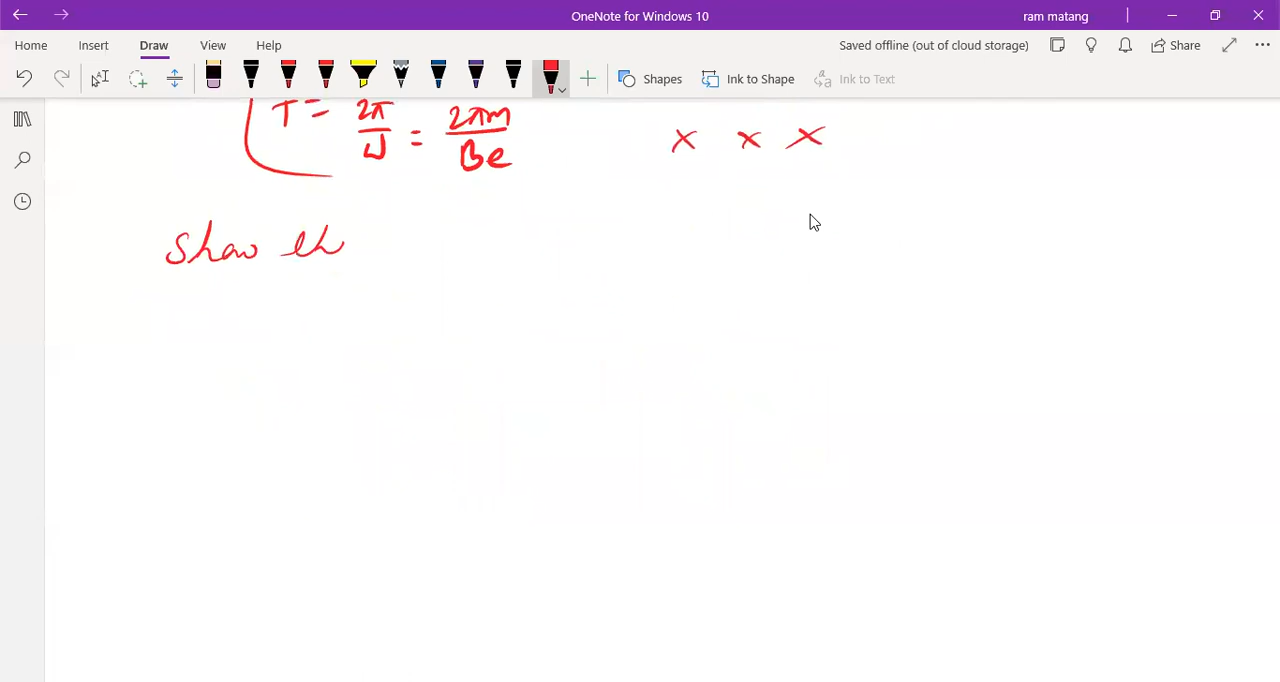 OneNote for Windows 10
ram matang
Home Insert Draw View Help
Saved offline (out of cloud storage)
Share
Shapes
Ink to Shape
Ink to Text
T = 2π/ω = 2πm/Be
x x x
Show th